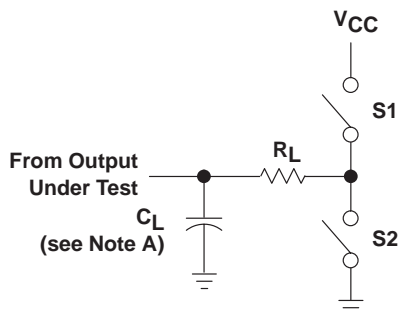 VCC
S1
From Output
Under Test
RL
CL
(see Note A)
S2